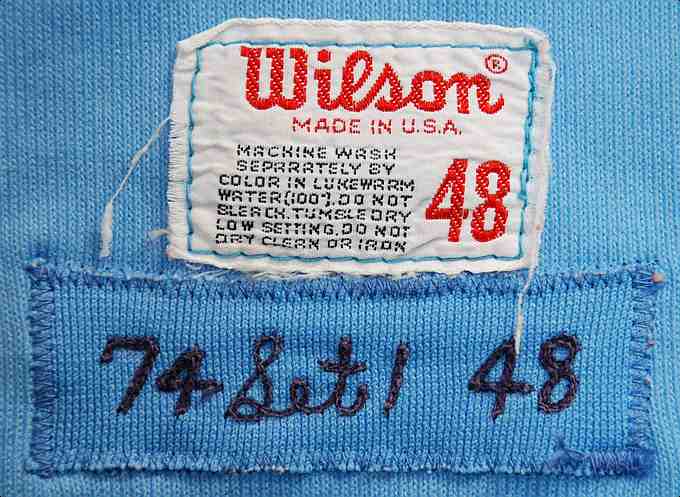 Wilson®
MADE IN U.S.A.
MACHINE WASH
SEPARATELY BY
COLOR IN LUKEWARM
WATER(100°). DO NOT
BLEACH. TUMBLE DRY
LOW SETTING. DO NOT
DRY CLEAN OR IRON
48
74 Set 1 48